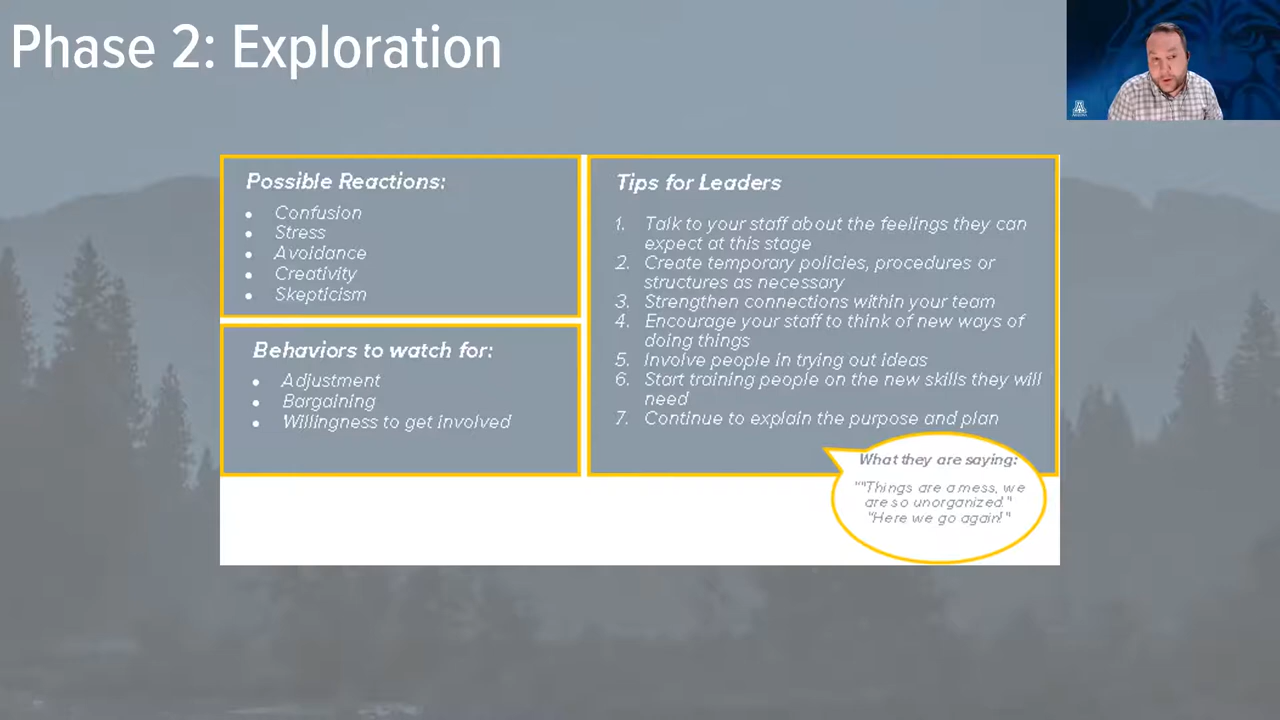 Phase 2: Exploration
Possible Reactions:
Confusion
Stress
Avoidance
Creativity
Skepticism
Behaviors to watch for:
Adjustment
Bargaining
Willingness to get involved
Tips for Leaders
1. Talk to your staff about the feelings they can
expect at this stage
2. Create temporary policies, procedures or
structures as necessary
3. Strengthen connections within your team
4. Encourage your staff to think of new ways of
doing things
5. Involve people in trying out ideas
6. Start training people on the new skills they will
need
7. Continue to explain the purpose and plan
What they are saying:
""Things are a mess, we
are so unorganized."
"Here we go again!"